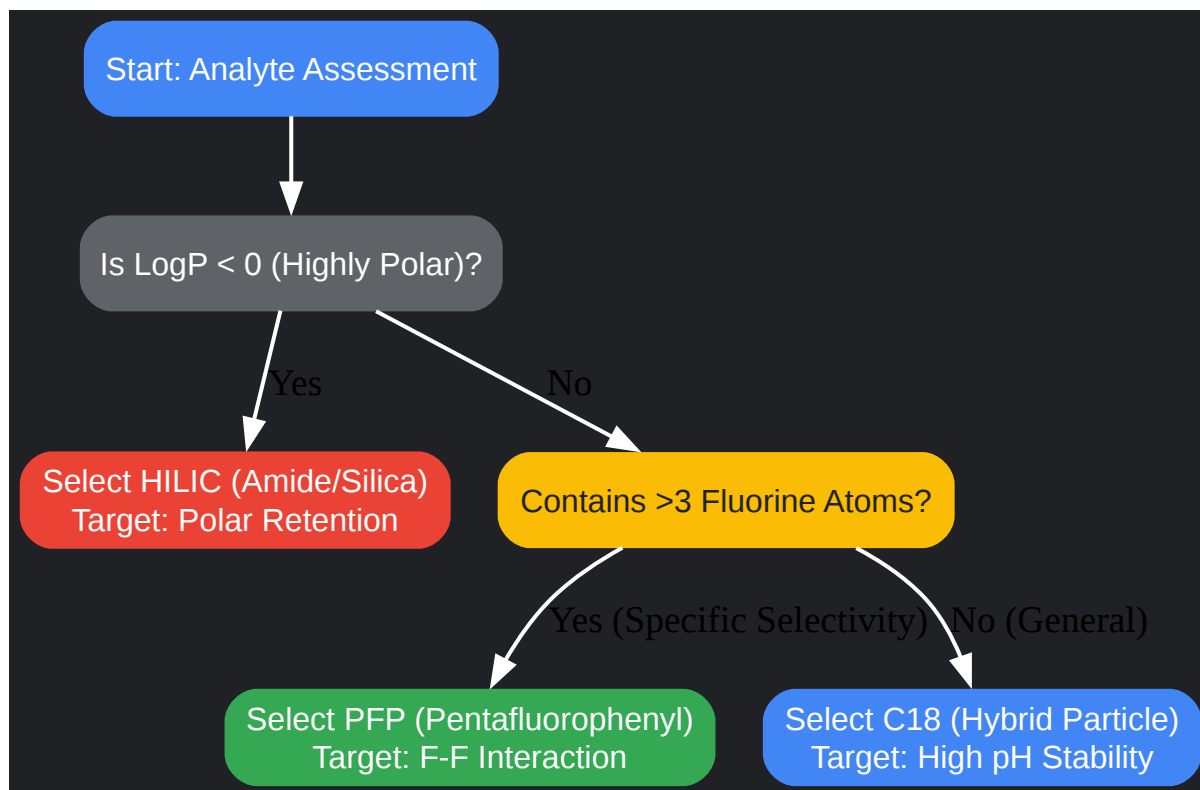 Start: Analyte Assessment
Is LogP < 0 (Highly Polar)?
Yes
No
Select HILIC (Amide/Silica)
Target: Polar Retention
Contains >3 Fluorine Atoms?
Yes (Specific Selectivity)
No (General)
Select PFP (Pentafluorophenyl)
Target: F-F Interaction
Select C18 (Hybrid Particle)
Target: High pH Stability